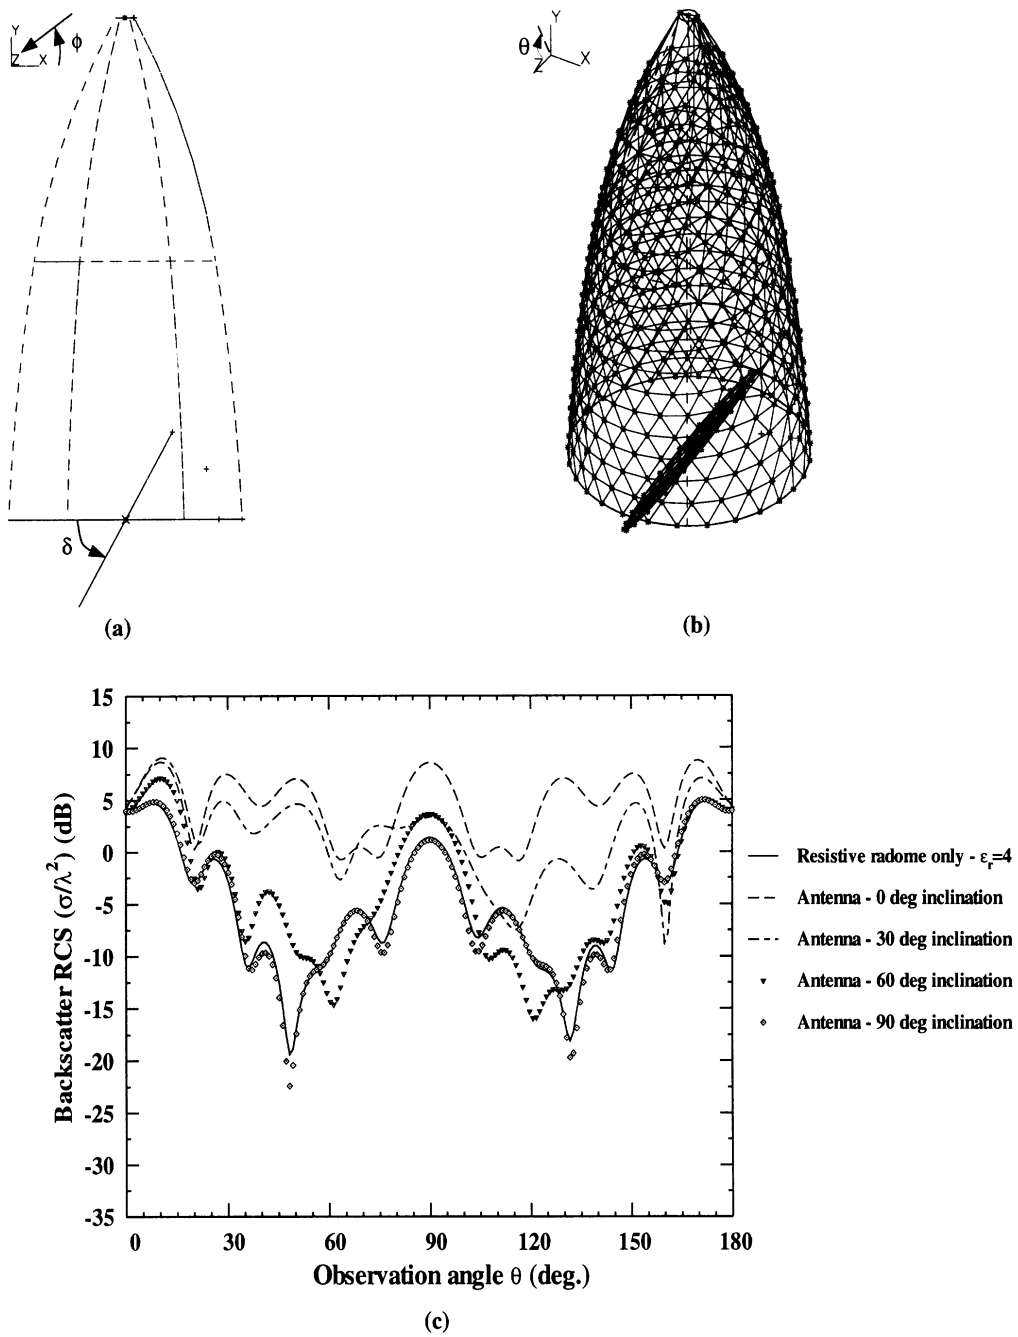 Y
Z X
ϕ
δ
(a)
Y
θ
Z X
(b)
15
10
5
0
-5
-10
-15
-20
-25
-30
-35
Backscatter RCS (σ/λ²) (dB)
0 30 60 90 120 150 180
Observation angle θ (deg.)
Resistive radome only - εᵣ=4
Antenna - 0 deg inclination
Antenna - 30 deg inclination
Antenna - 60 deg inclination
Antenna - 90 deg inclination
(c)